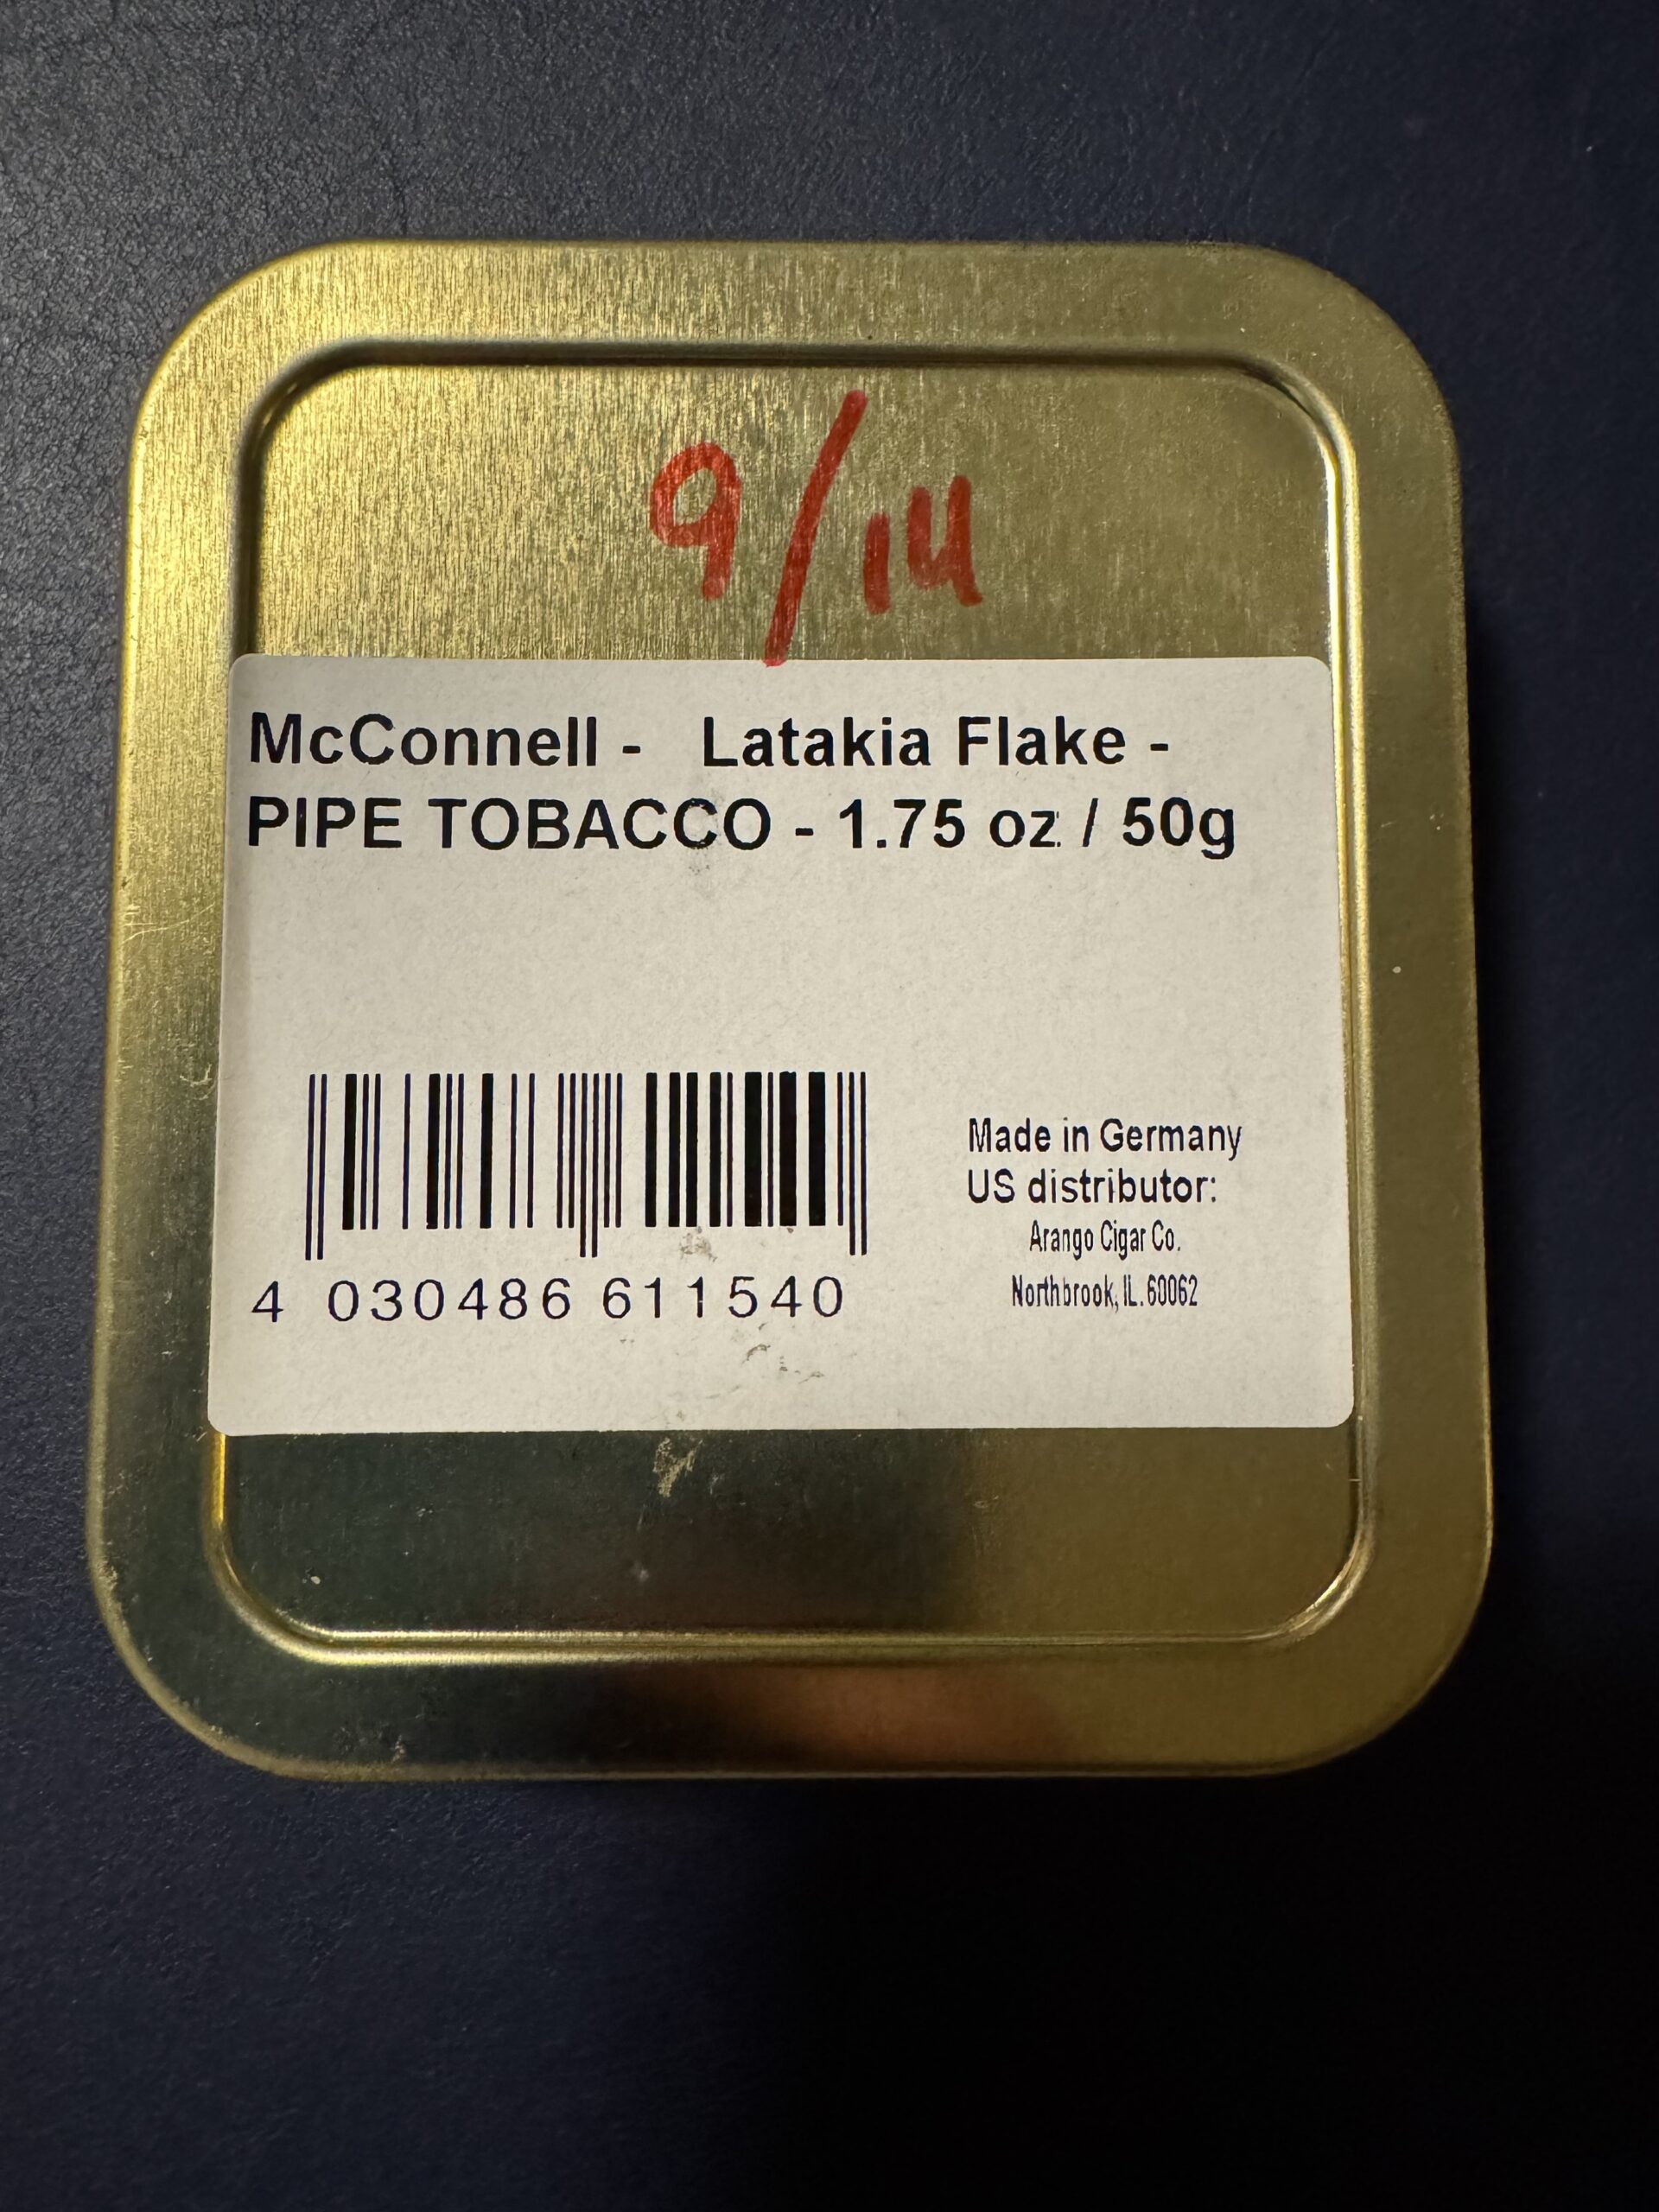 9/14
McConnell - Latakia Flake -
PIPE TOBACCO - 1.75 oz / 50g
Made in Germany
US distributor:
Arango Cigar Co.
Northbrook, IL. 60062
4 030486 611540